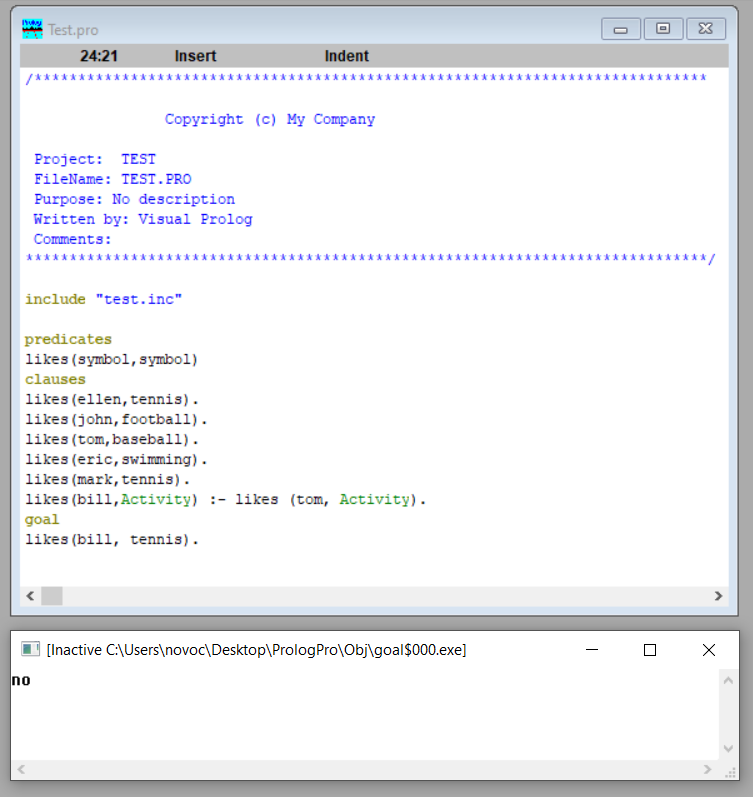 Test.pro
24:21 Insert Indent
/******************************************************************************
Copyright (c) My Company
Project: TEST
FileName: TEST.PRO
Purpose: No description
Written by: Visual Prolog
Comments:
******************************************************************************/
include "test.inc"
predicates
likes(symbol,symbol)
clauses
likes(ellen,tennis).
likes(john,football).
likes(tom,baseball).
likes(eric,swimming).
likes(mark,tennis).
likes(bill,Activity) :- likes (tom, Activity).
goal
likes(bill, tennis).
[Inactive C:\Users\novoc\Desktop\PrologPro\Obj\goal$000.exe]
no